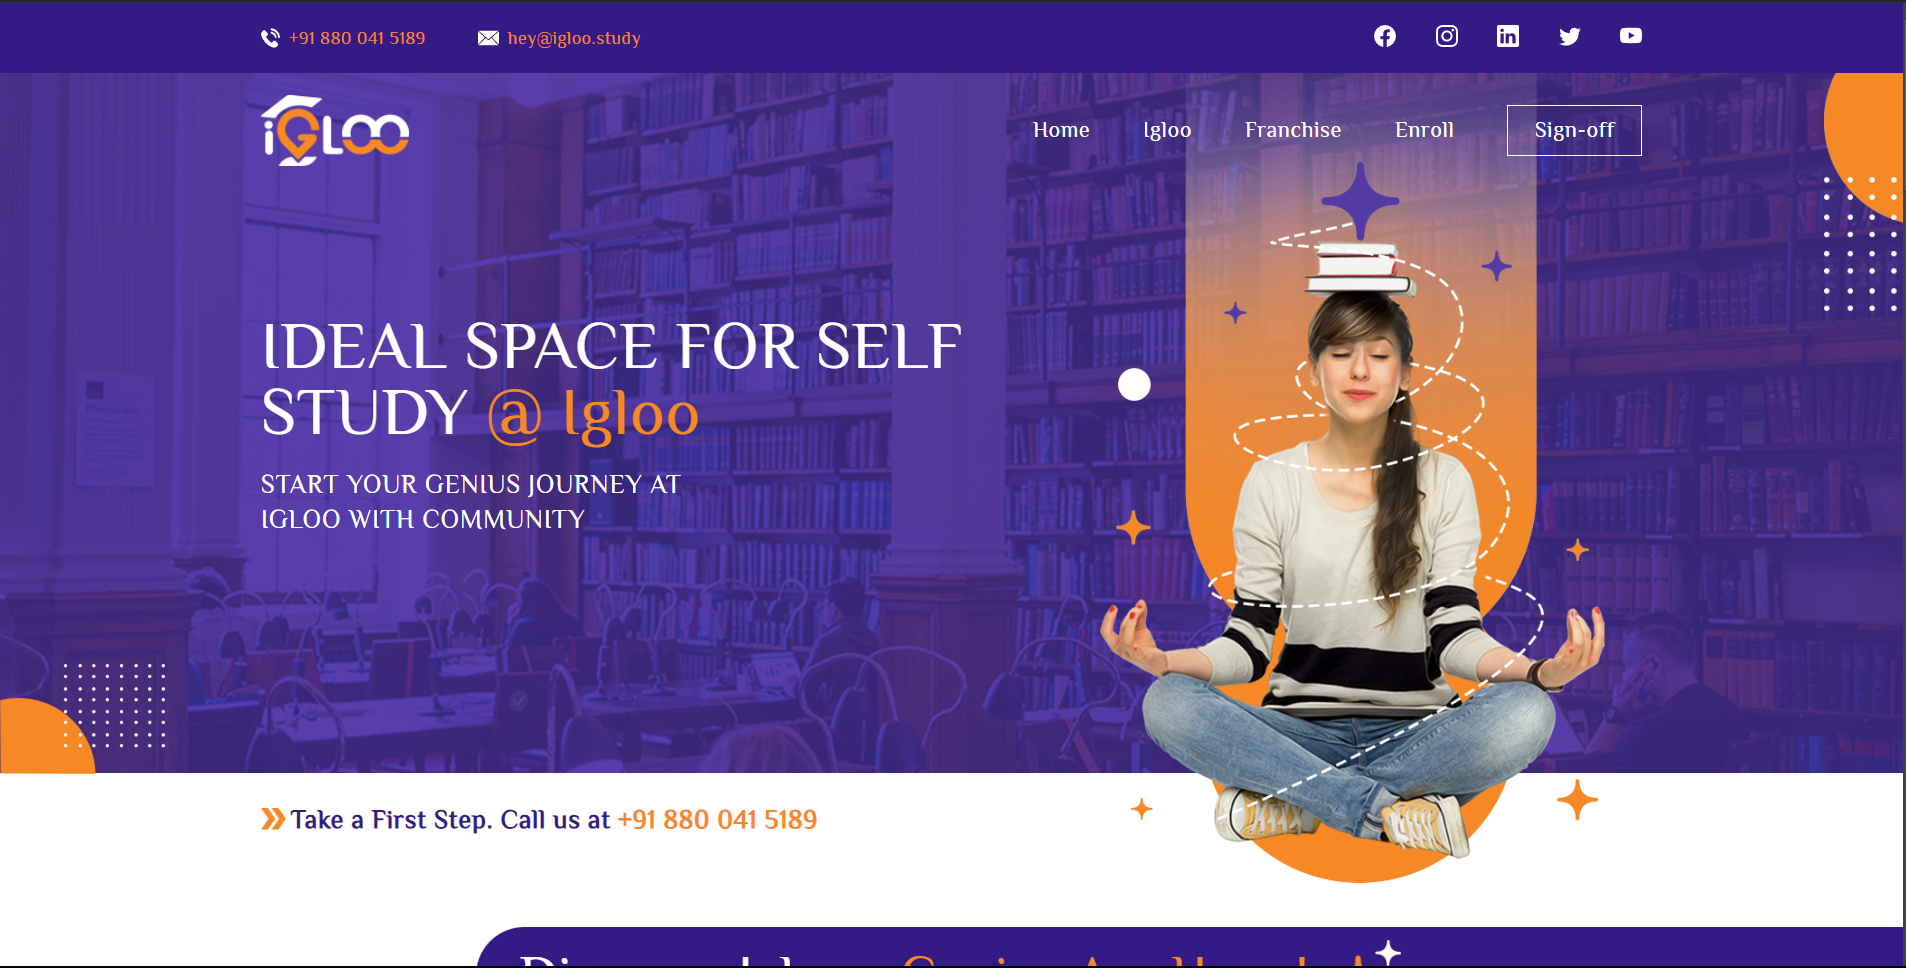 +91 880 041 5189
hey@igloo.study
iGLOO
Home
Igloo
Franchise
Enroll
Sign-off
IDEAL SPACE FOR SELF
STUDY @ Igloo
START YOUR GENIUS JOURNEY AT
IGLOO WITH COMMUNITY
Take a First Step. Call us at +91 880 041 5189